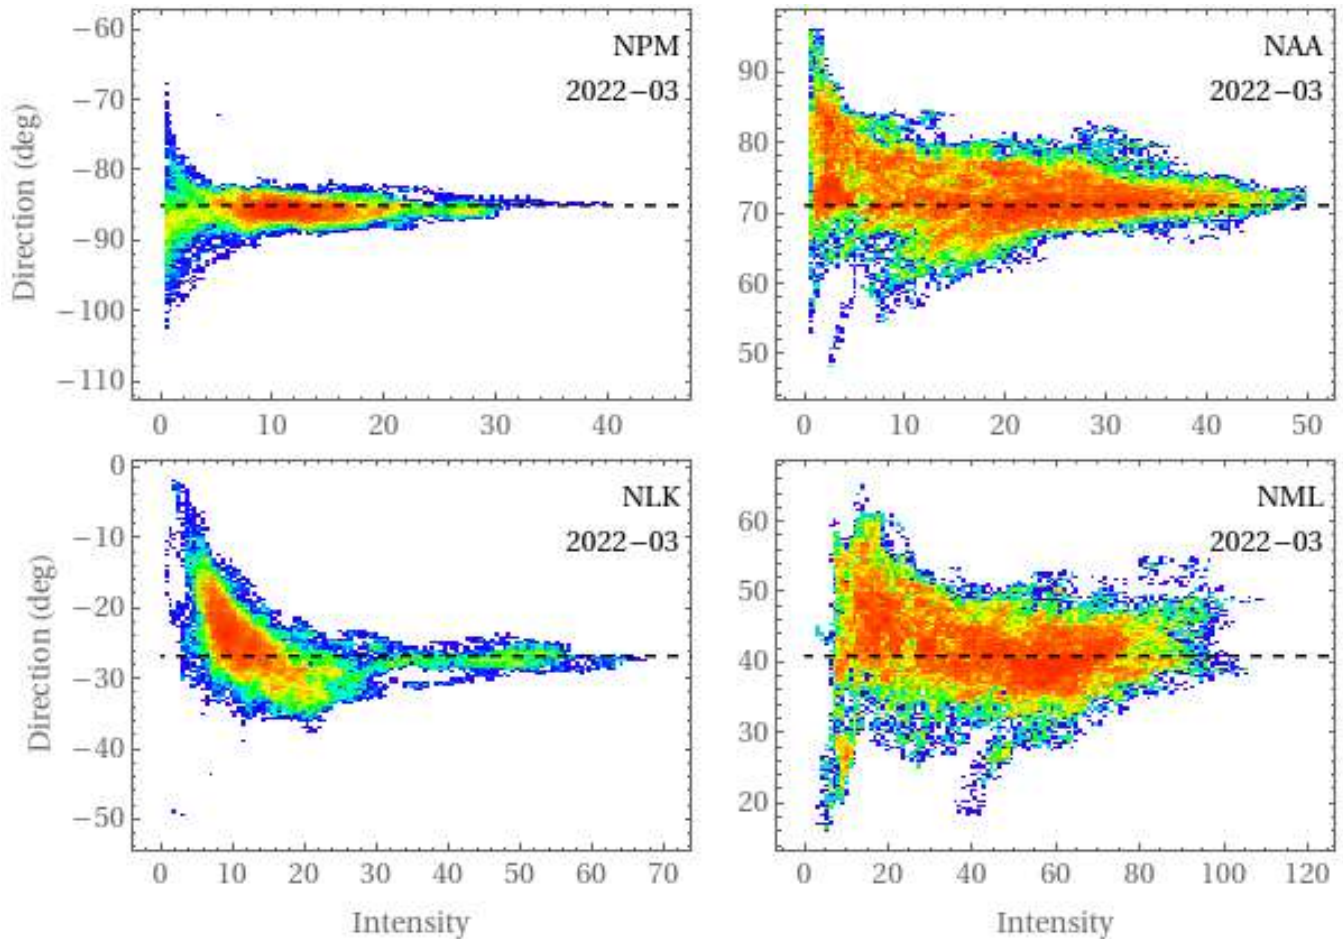 NPM
2022−03
Direction (deg)
−60
−70
−80
−90
−100
−110
0 10 20 30 40
NAA
2022−03
90
80
70
60
50
0 10 20 30 40 50
NLK
2022−03
Direction (deg)
0
−10
−20
−30
−40
−50
0 10 20 30 40 50 60 70
Intensity
NML
2022−03
60
50
40
30
20
0 20 40 60 80 100 120
Intensity